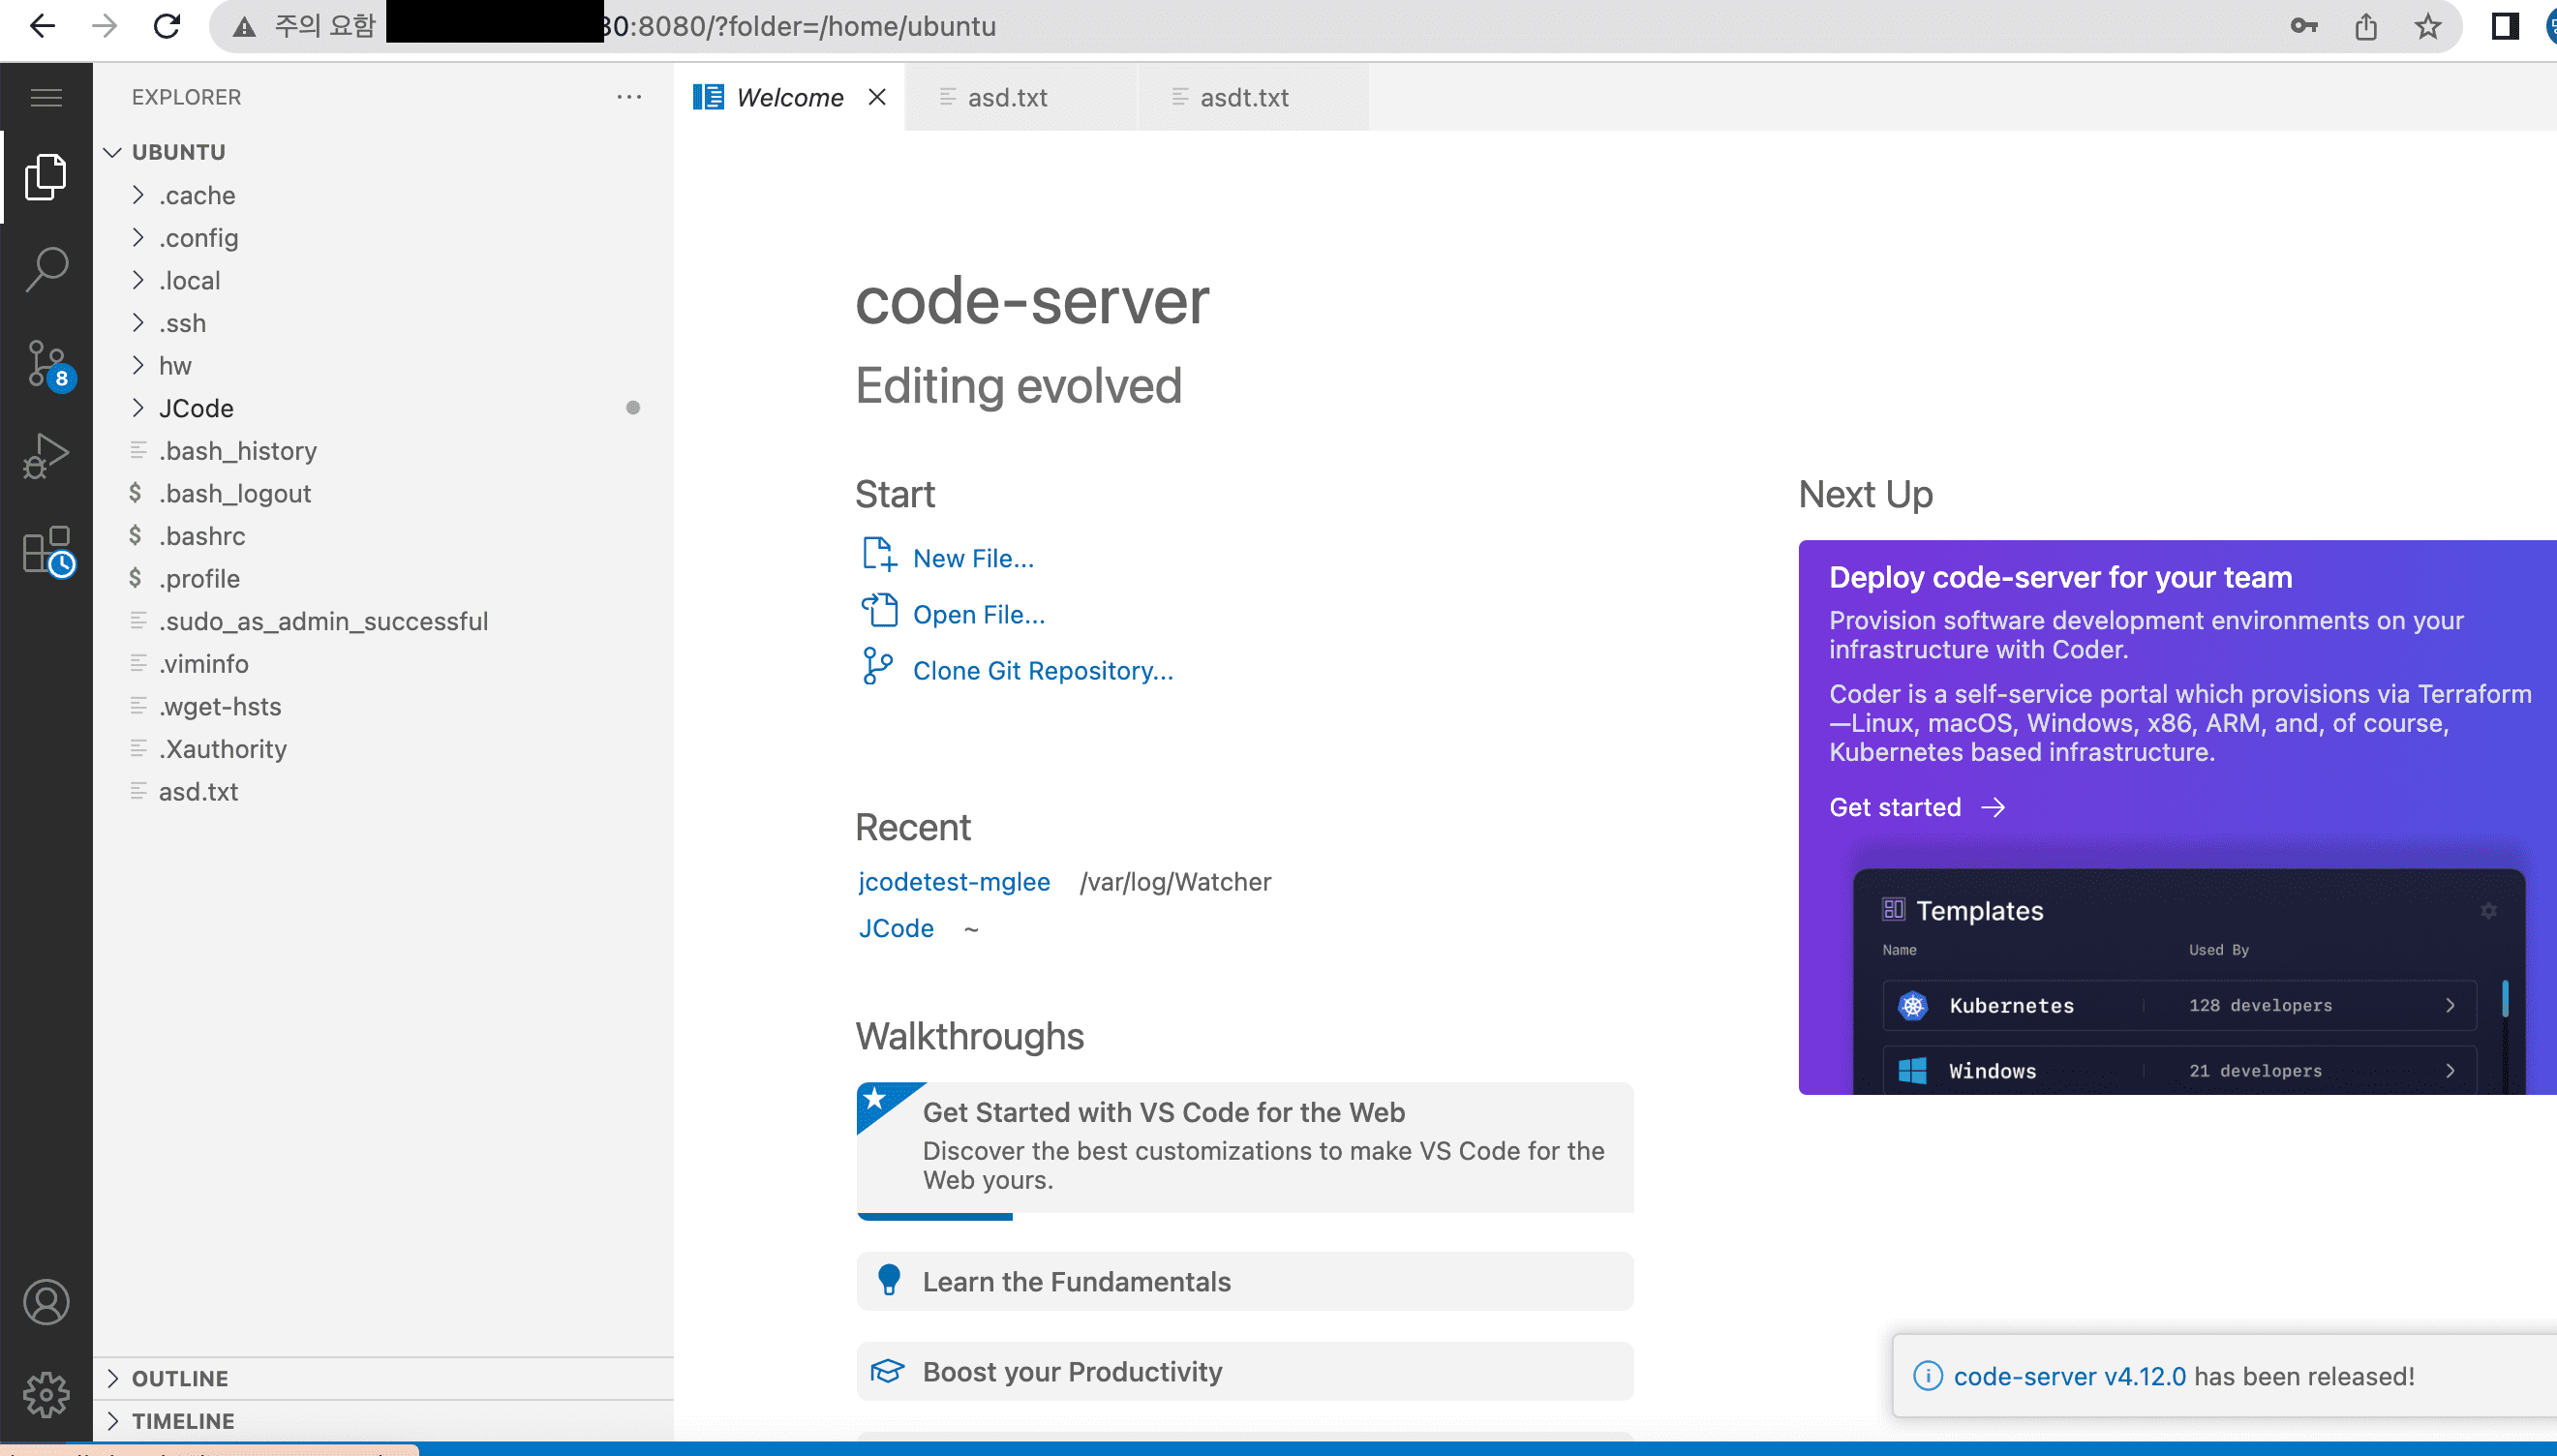 주의 요함 30:8080/?folder=/home/ubuntu
EXPLORER
UBUNTU
.cache
.config
.local
.ssh
hw
JCode
.bash_history
$ .bash_logout
$ .bashrc
$ .profile
.sudo_as_admin_successful
.viminfo
.wget-hsts
.Xauthority
asd.txt
OUTLINE
TIMELINE
8
Welcome
asd.txt
asdt.txt
code-server
Editing evolved
Start
New File...
Open File...
Clone Git Repository...
Recent
jcodetest-mglee /var/log/Watcher
JCode ~
Walkthroughs
Get Started with VS Code for the Web
Discover the best customizations to make VS Code for the
Web yours.
Learn the Fundamentals
Boost your Productivity
Next Up
Deploy code-server for your team
Provision software development environments on your
infrastructure with Coder.
Coder is a self-service portal which provisions via Terraform
—Linux, macOS, Windows, x86, ARM, and, of course,
Kubernetes based infrastructure.
Get started
Templates
Name Used By
Kubernetes 128 developers
Windows 21 developers
code-server v4.12.0 has been released!